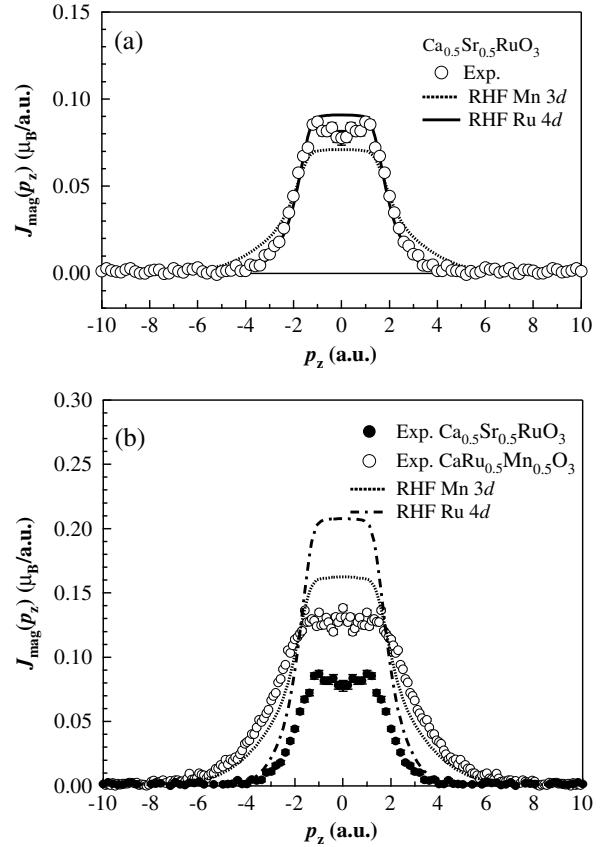 (a)
Ca0.5Sr0.5RuO3
Exp.
RHF Mn 3d
RHF Ru 4d
Jmag(pz) (μB/a.u.)
0.15
0.10
0.05
0.00
-10 -8 -6 -4 -2 0 2 4 6 8 10
pz (a.u.)
(b)
Exp. Ca0.5Sr0.5RuO3
Exp. CaRu0.5Mn0.5O3
RHF Mn 3d
RHF Ru 4d
Jmag(pz) (μB/a.u.)
0.30
0.25
0.20
0.15
0.10
0.05
0.00
-10 -8 -6 -4 -2 0 2 4 6 8 10
pz (a.u.)